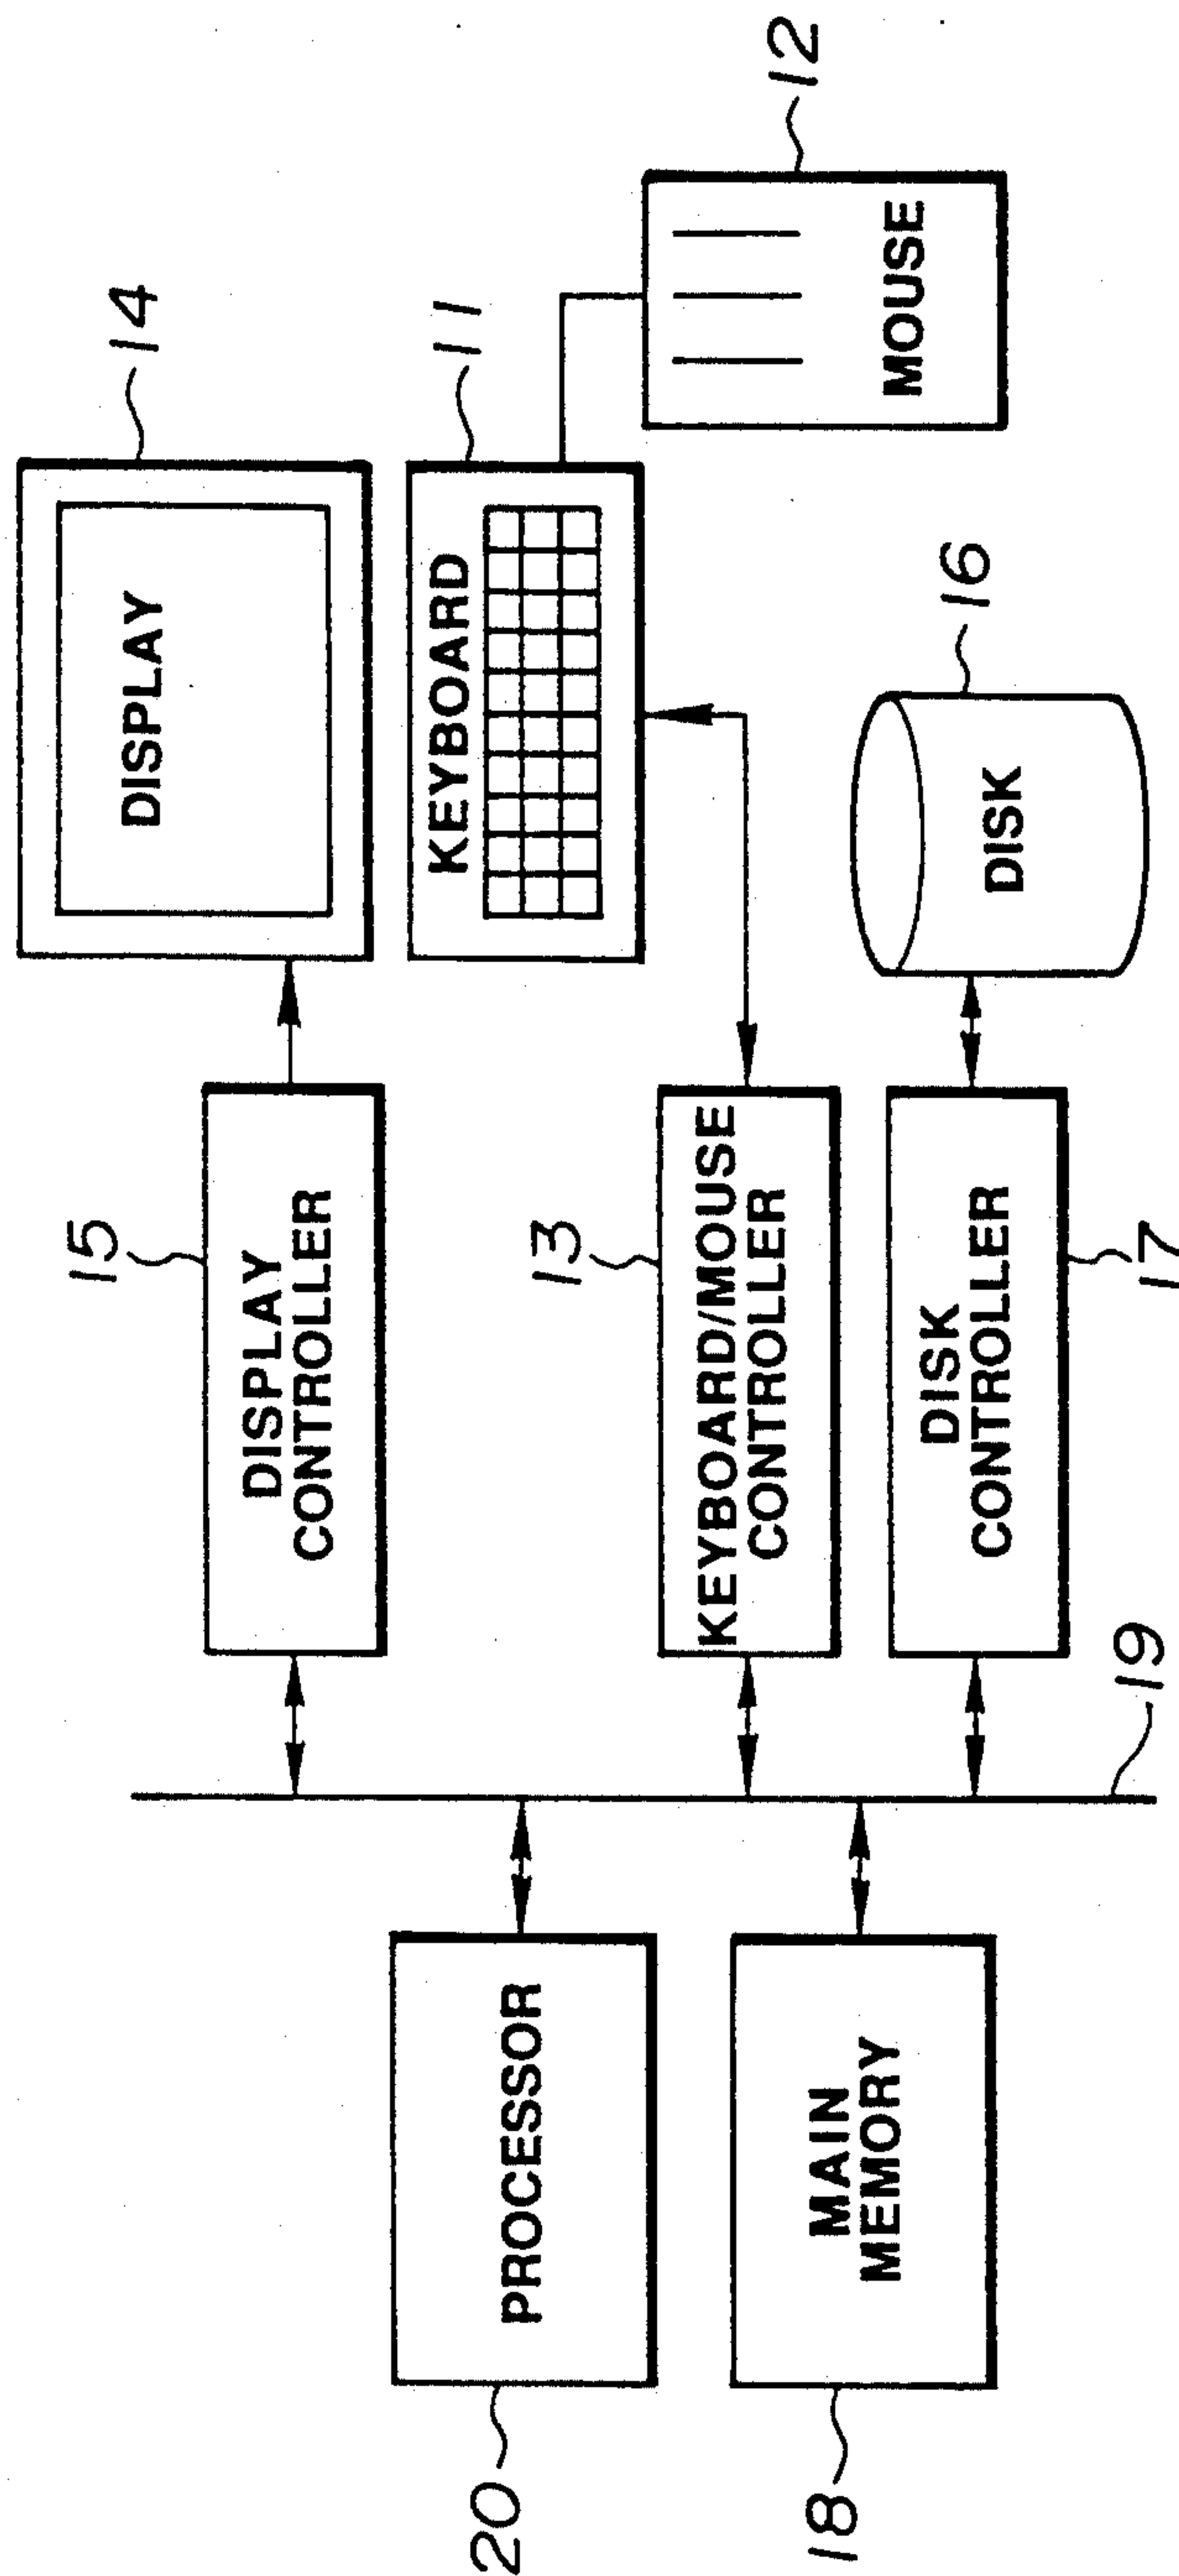 14
DISPLAY
15
DISPLAY
CONTROLLER
11
KEYBOARD
12
MOUSE
20
PROCESSOR
13
KEYBOARD/MOUSE
CONTROLLER
16
DISK
18
MAIN
MEMORY
DISK
CONTROLLER
17
19